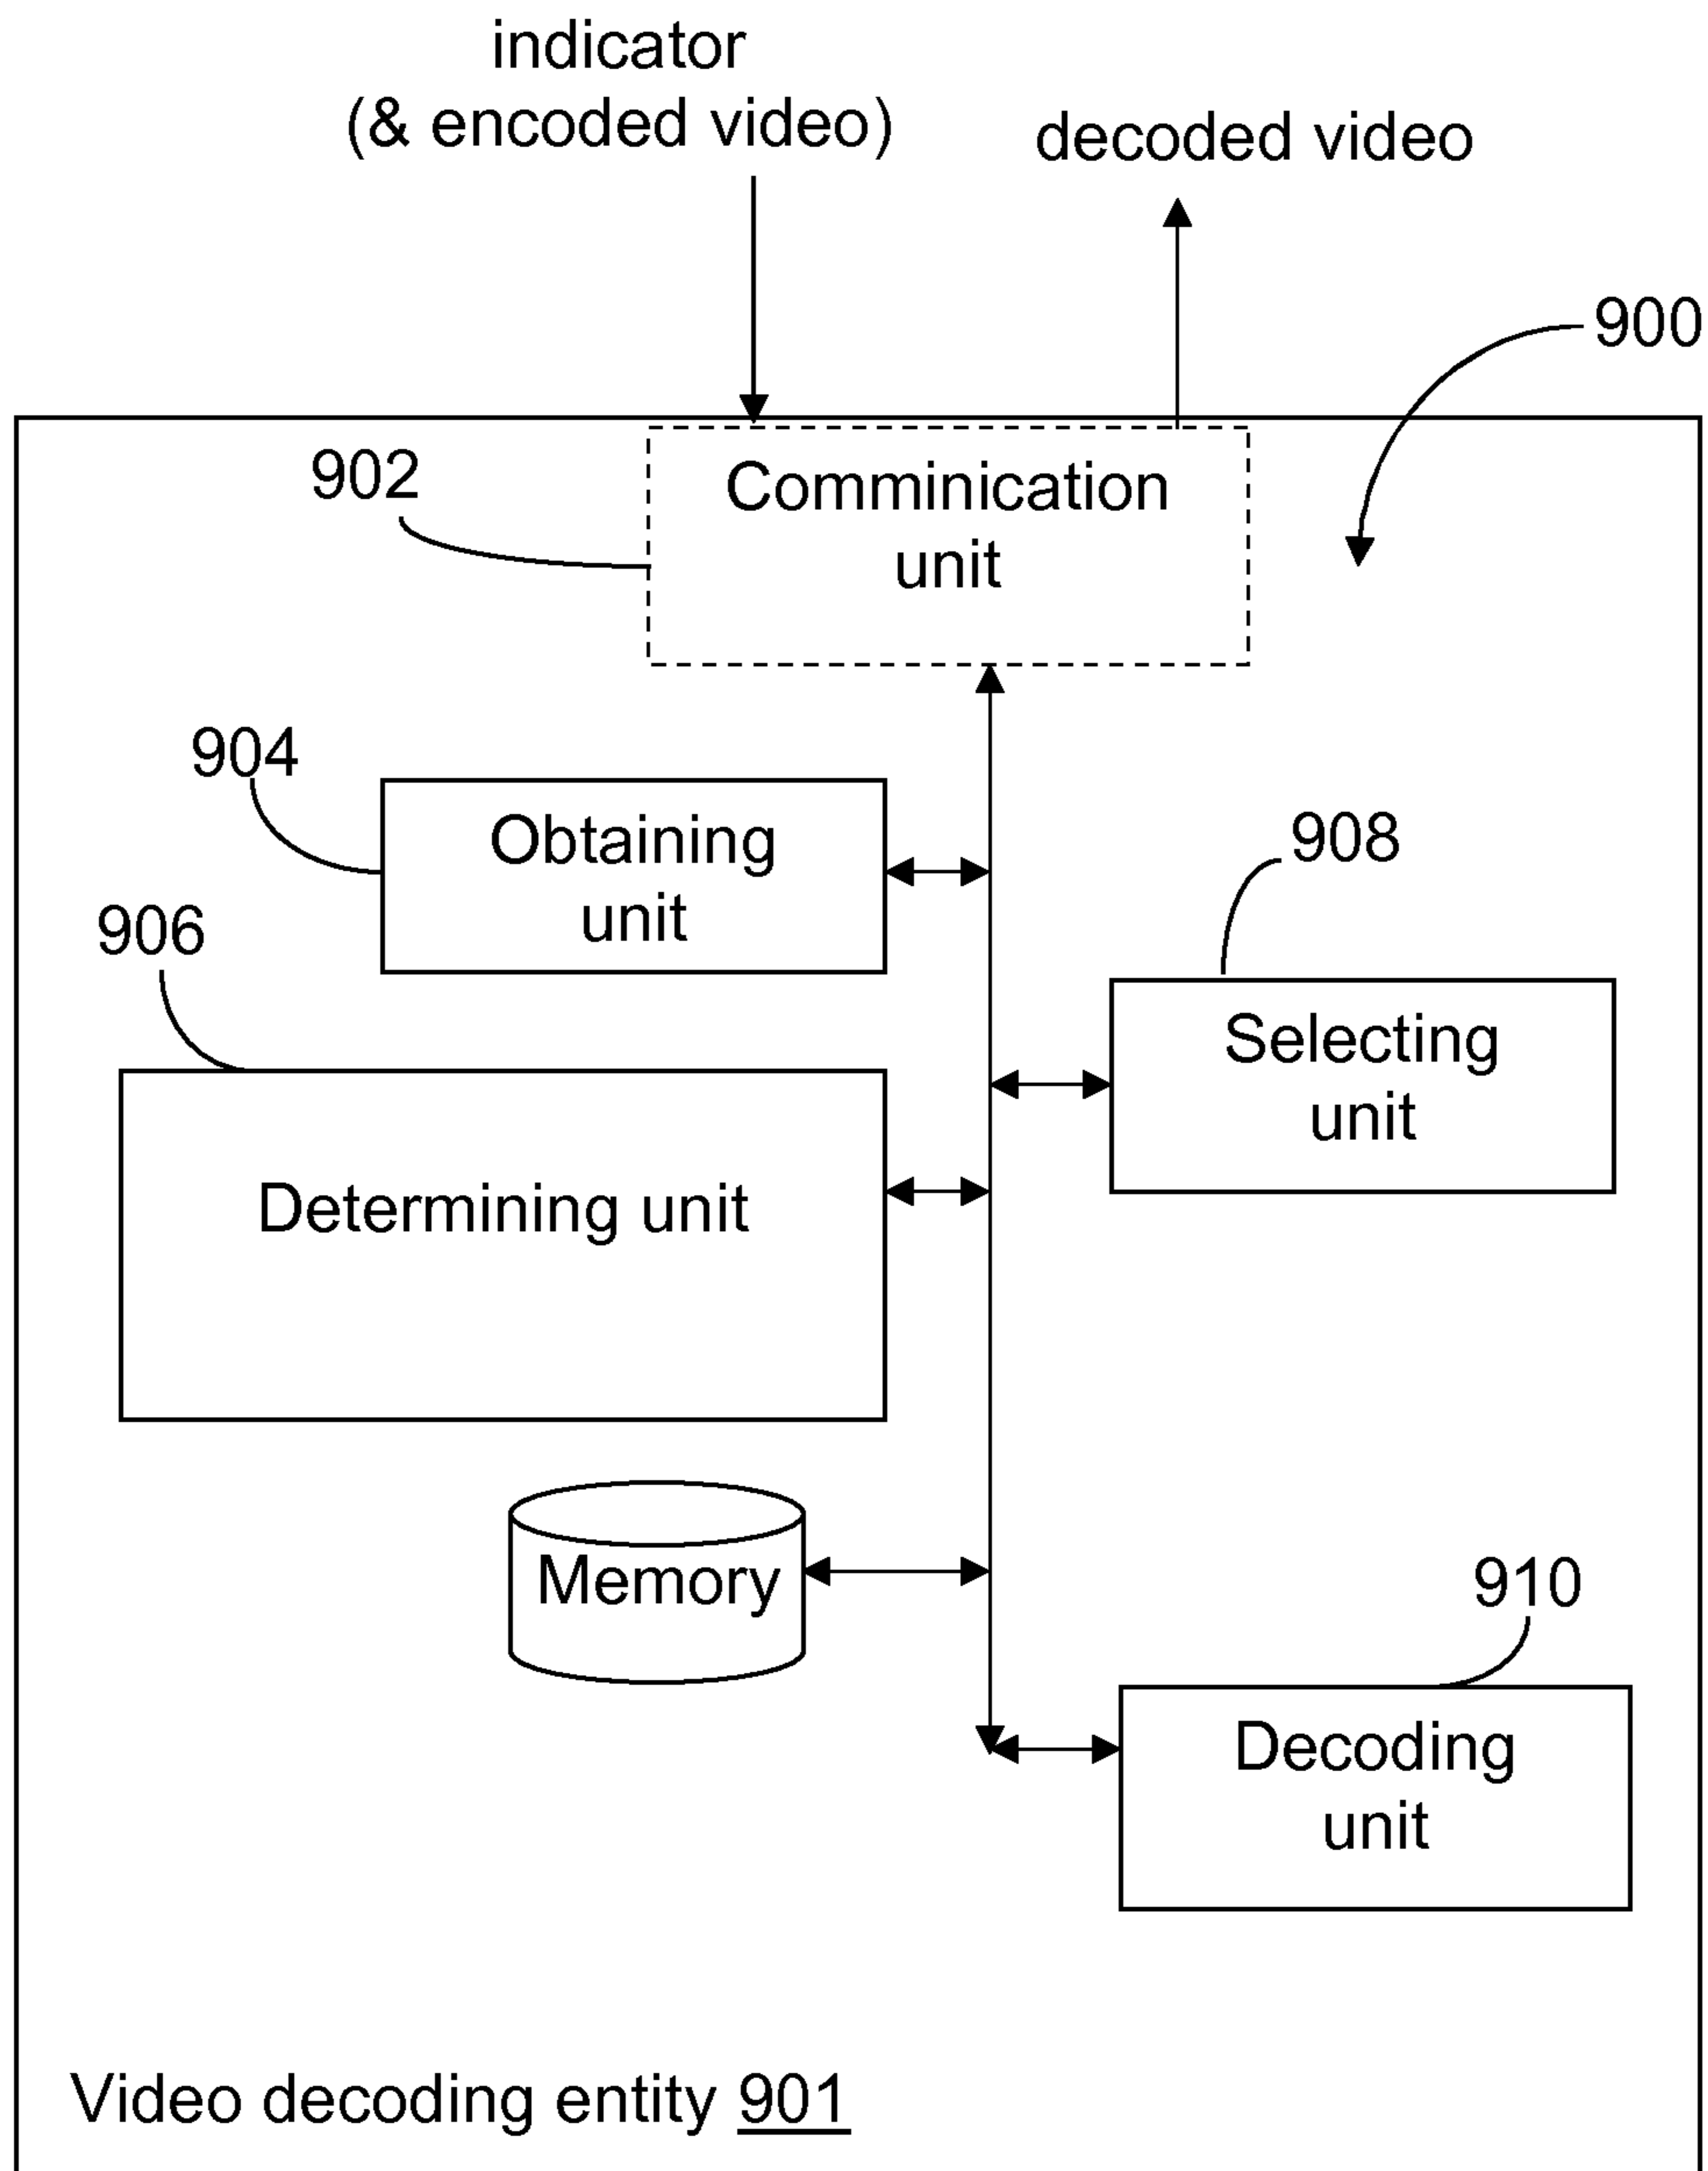 indicator
(& encoded video)
decoded video
900
902
Comminication
unit
904
Obtaining
unit
908
906
Selecting
unit
Determining unit
Memory
910
Decoding
unit
Video decoding entity 901